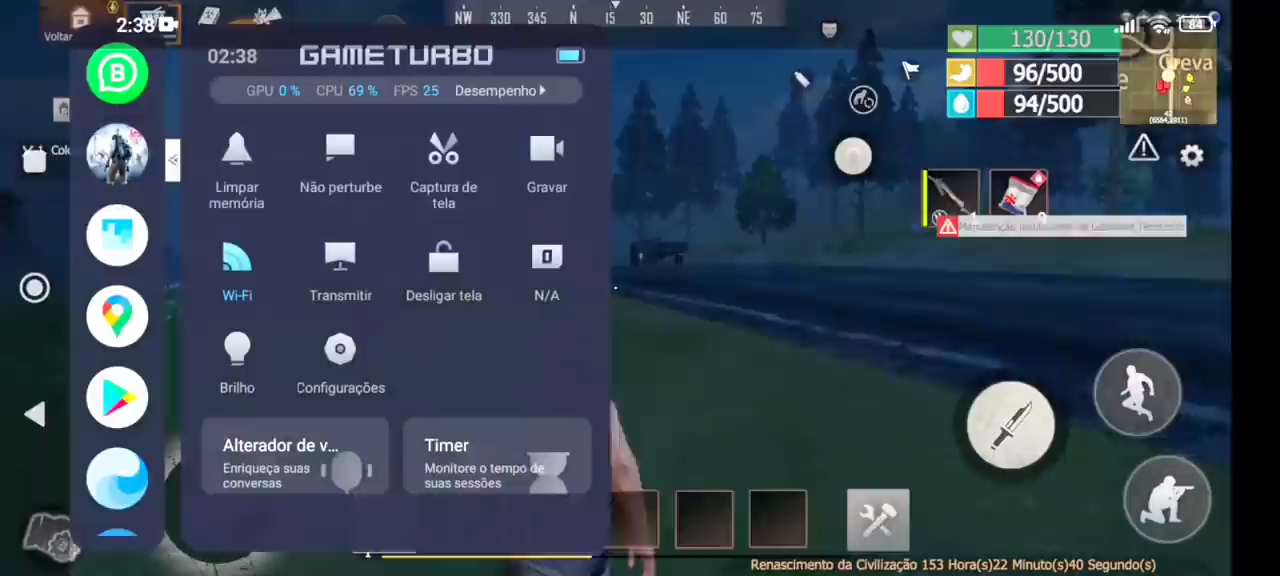 NW 330 345 N 15 30 NE 60 75
Voltar
2:38
84
02:38 GAMETURBO
GPU 0 % CPU 69 % FPS 25 Desempenho
130/130
96/500
94/500
Greva
Limpar memória
Não perturbe
Captura de tela
Gravar
Wi-Fi
Transmitir
Desligar tela
N/A
Brilho
Configurações
Alterador de v...
Enriqueça suas
conversas
Timer
Monitore o tempo de
suas sessões
Renascimento da Civilização 153 Hora(s)22 Minuto(s)40 Segundo(s)